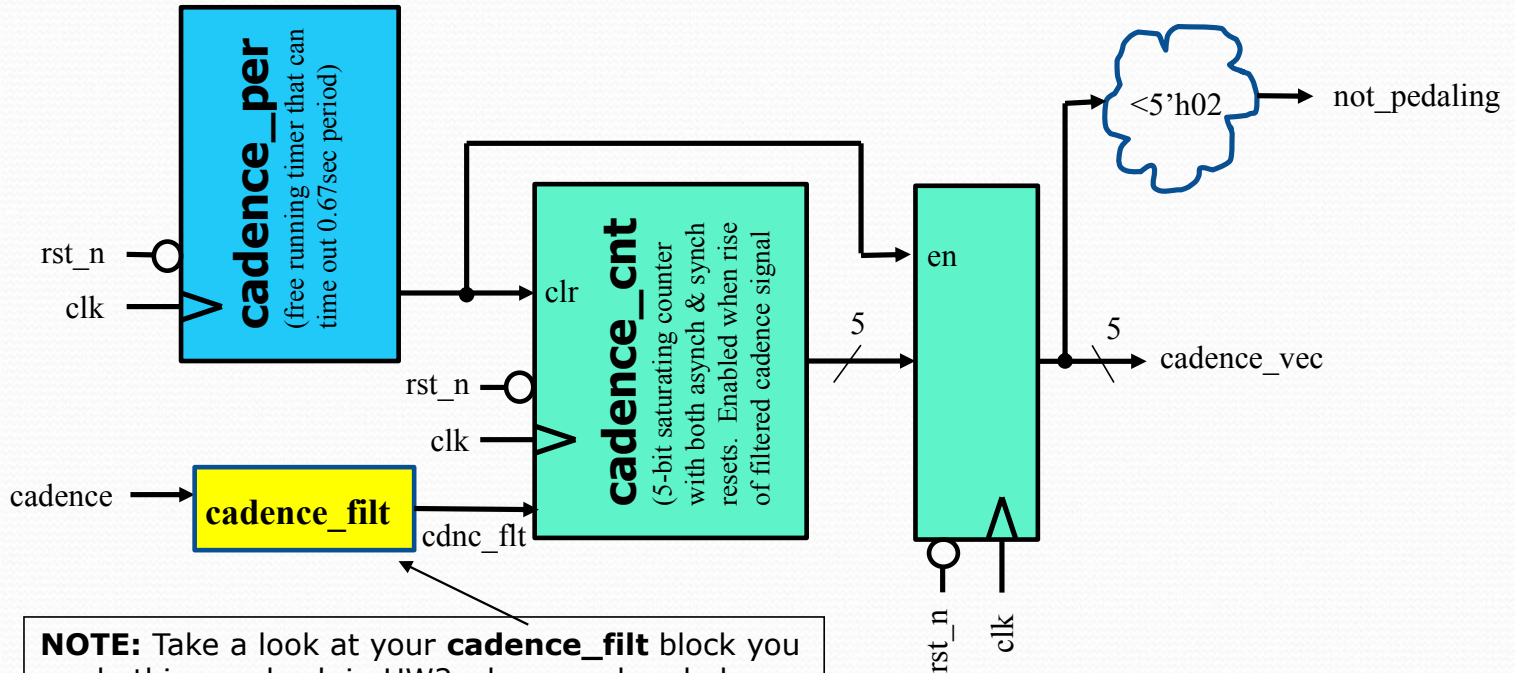 cadence_per
(free running timer that can
time out 0.67sec period)
rst_n
clk
cadence_cnt
(5-bit saturating counter
with both asynch & synch
resets.  Enabled when rise
of filtered cadence signal
clr
rst_n
clk
cadence
cadence_filt
cdnc_flt
5
en
rst_n
clk
<5’h02
not_pedaling
5
cadence_vec
NOTE: Take a look at your cadence_filt block you